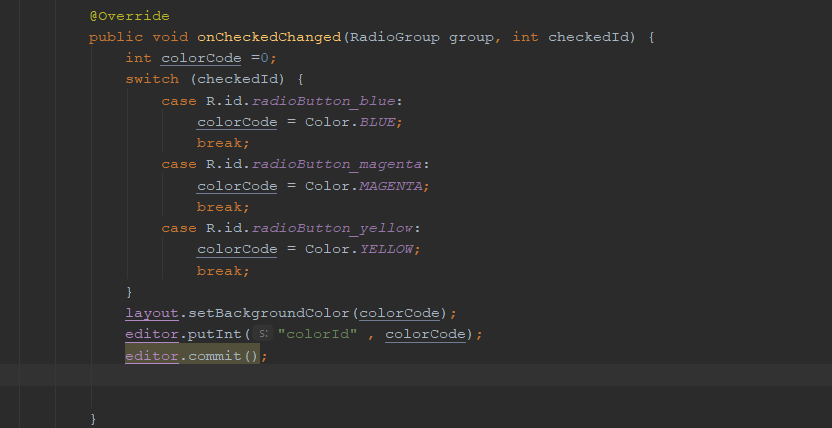 @Override
public void onCheckedChanged(RadioGroup group, int checkedId) {
int colorCode =0;
switch (checkedId) {
case R.id.radioButton_blue:
colorCode = Color.BLUE;
break;
case R.id.radioButton_magenta:
colorCode = Color.MAGENTA;
break;
case R.id.radioButton_yellow:
colorCode = Color.YELLOW;
break;
}
layout.setBackgroundColor(colorCode);
editor.putInt( s: "colorId" , colorCode);
editor.commit();
}